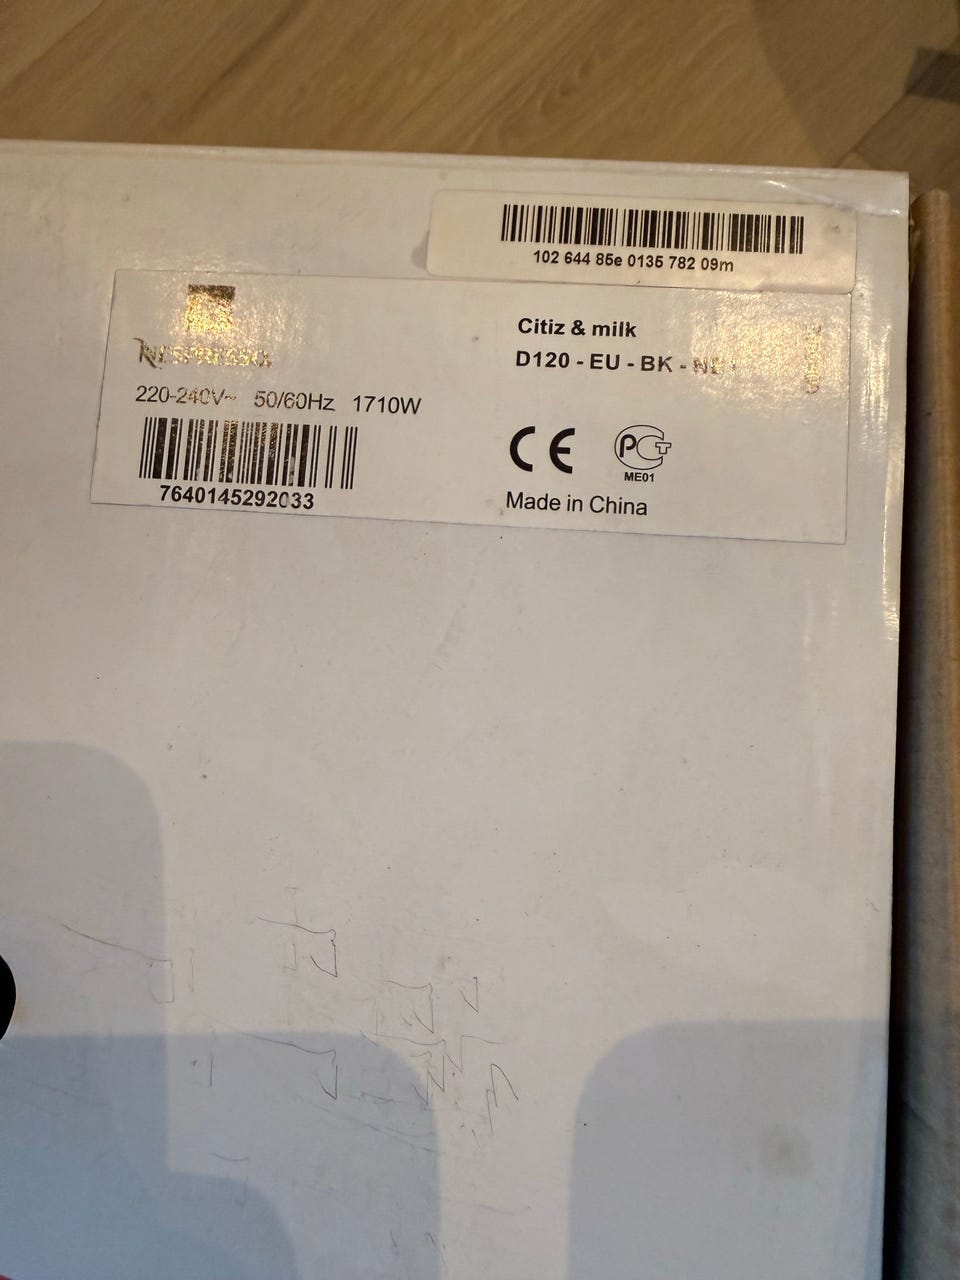 102 644 85e 0135 782 09m
NESPRESSO
Citiz & milk
D120 - EU - BK -
220-240V~ 50/60Hz 1710W
7640145292033
CE
PCT
ME01
Made in China